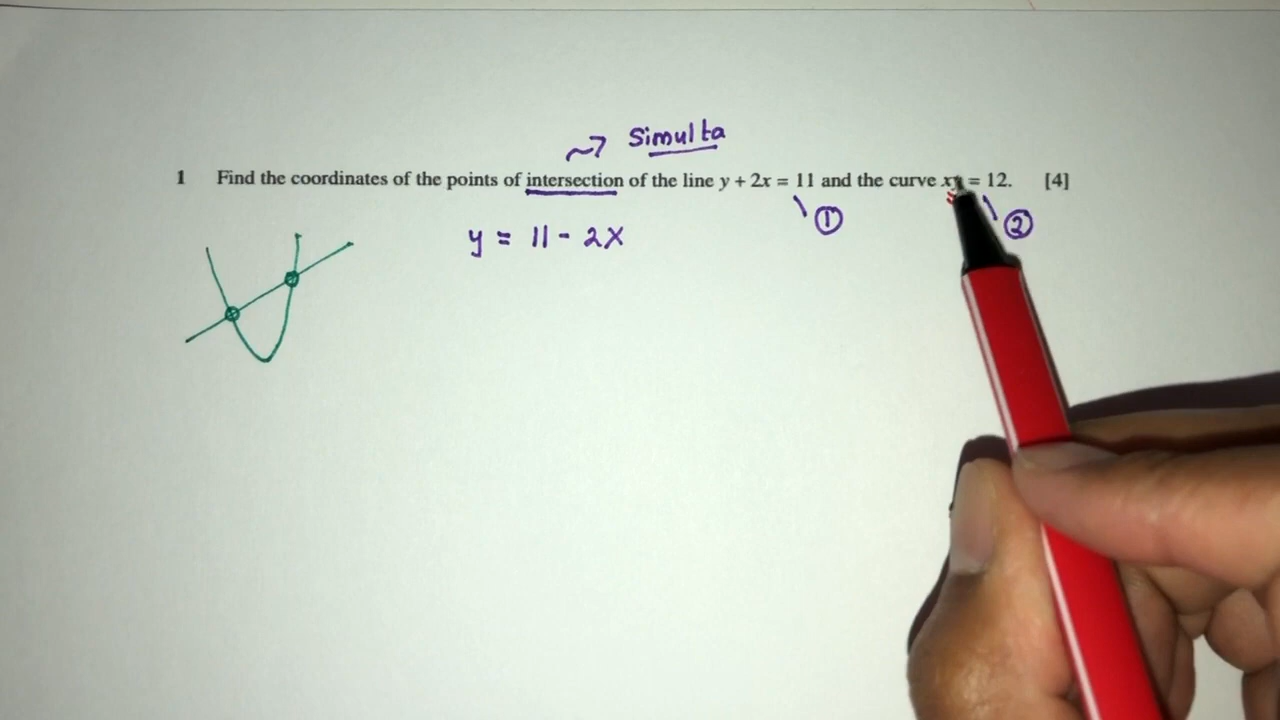 ~> Simulta
1 Find the coordinates of the points of intersection of the line y + 2x = 11 and the curve xy = 12. [4]
① ②
y = 11 - 2x